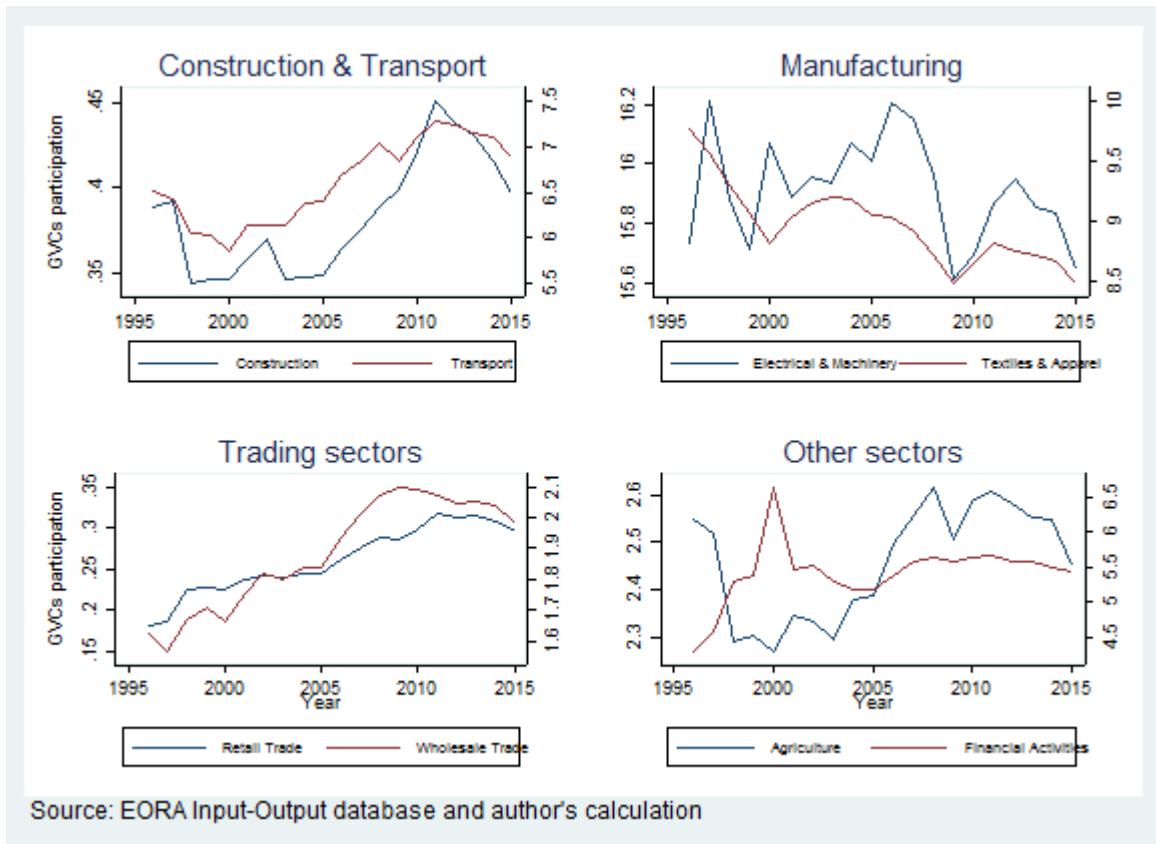 Construction & Transport
GVCs participation
.35 .4 .45
5.5 6 6.5 7 7.5
1995 2000 2005 2010 2015
Construction Transport
Manufacturing
15.6 15.8 16 16.2
8.5 9 9.5 10
1995 2000 2005 2010 2015
Electrical & Machinery Textiles & Apparel
Trading sectors
GVCs participation
.15 .2 .25 .3 .35
1.6 1.7 1.8 1.9 2 2.1
1995 2000 2005 2010 2015
Year
Retail Trade Wholesale Trade
Other sectors
2.3 2.4 2.5 2.6
4.5 5 5.5 6 6.5
1995 2000 2005 2010 2015
Year
Agriculture Financial Activities
Source: EORA Input-Output database and author's calculation